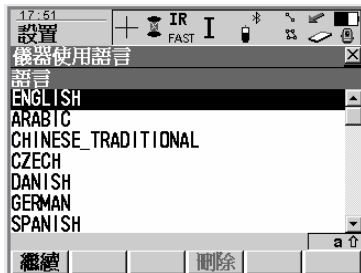 17:51
設置
IR
FAST
I
儀器使用語言
語言
ENGLISH
ARABIC
CHINESE_TRADITIONAL
CZECH
DANISH
GERMAN
SPANISH
a
繼續
刪除